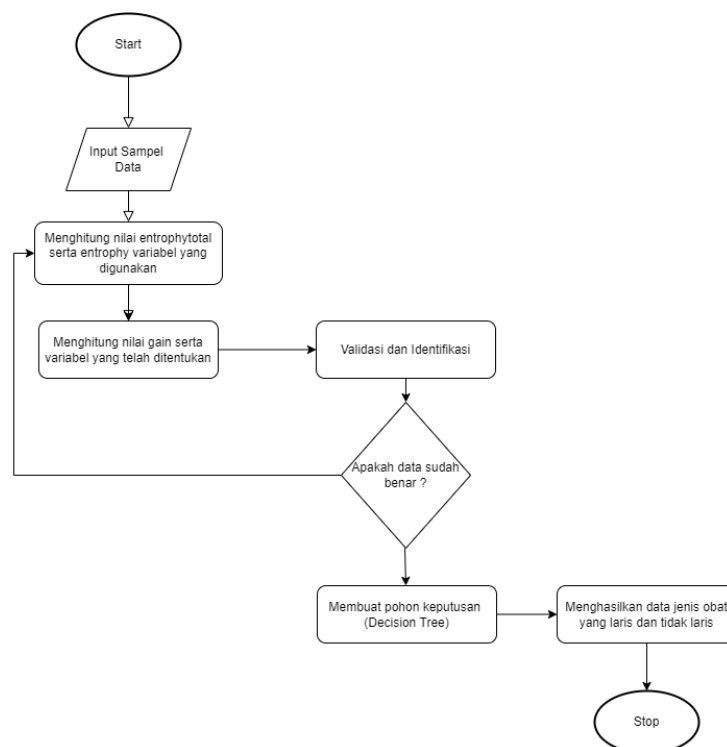 Start
Input Sampel
Data
Menghitung nilai entrophytotal
serta entrophy variabel yang
digunakan
Menghitung nilai gain serta
variabel yang telah ditentukan
Validasi dan Identifikasi
Apakah data sudah
benar ?
Membuat pohon keputusan
(Decision Tree)
Menghasilkan data jenis obat
yang laris dan tidak laris
Stop